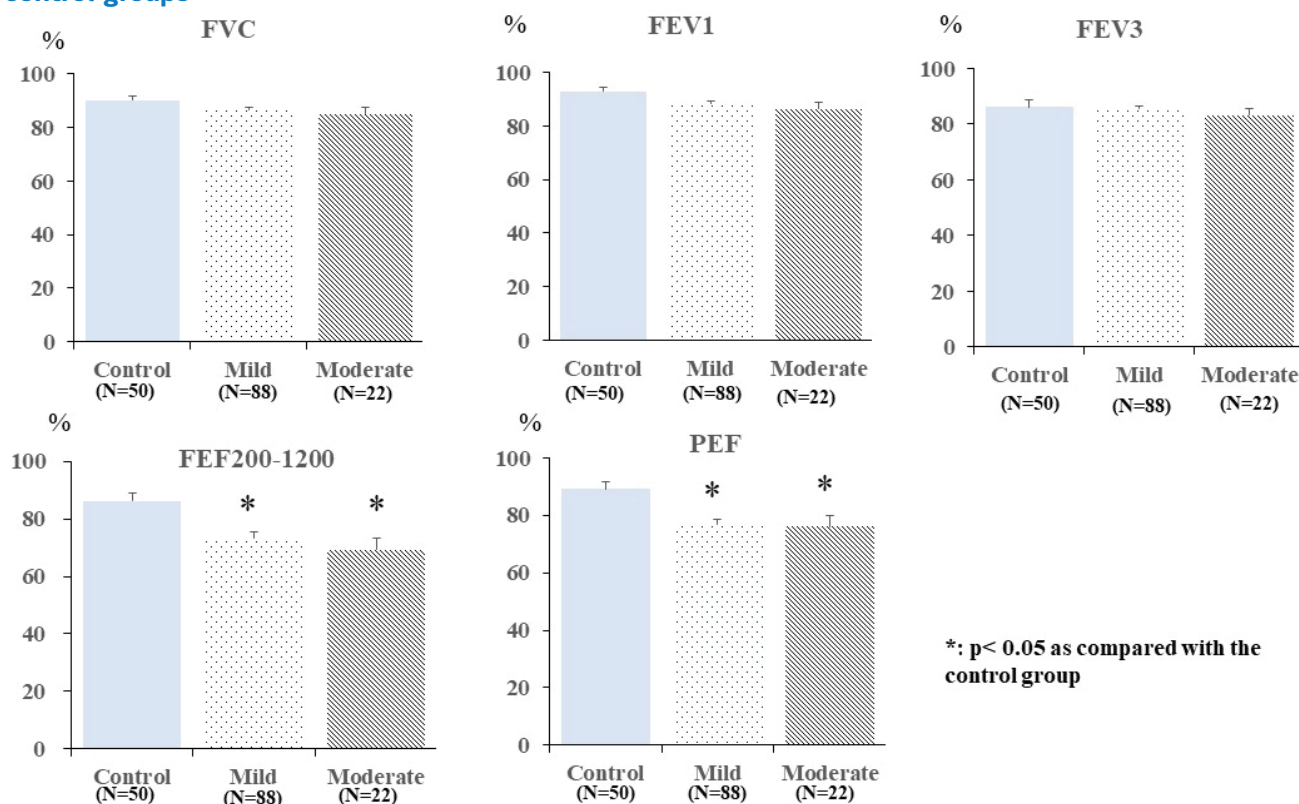 control groups
FVC
%
100
80
60
40
20
0
Control Mild Moderate
(N=50) (N=88) (N=22)
FEV1
%
100
80
60
40
20
0
Control Mild Moderate
(N=50) (N=88) (N=22)
FEV3
%
100
80
60
40
20
0
Control Mild Moderate
(N=50) (N=88) (N=22)
FEF200-1200
%
100
80
60
40
20
0
* *
Control Mild Moderate
(N=50) (N=88) (N=22)
PEF
%
100
80
60
40
20
0
* *
Control Mild Moderate
(N=50) (N=88) (N=22)
*: p< 0.05 as compared with the
control group